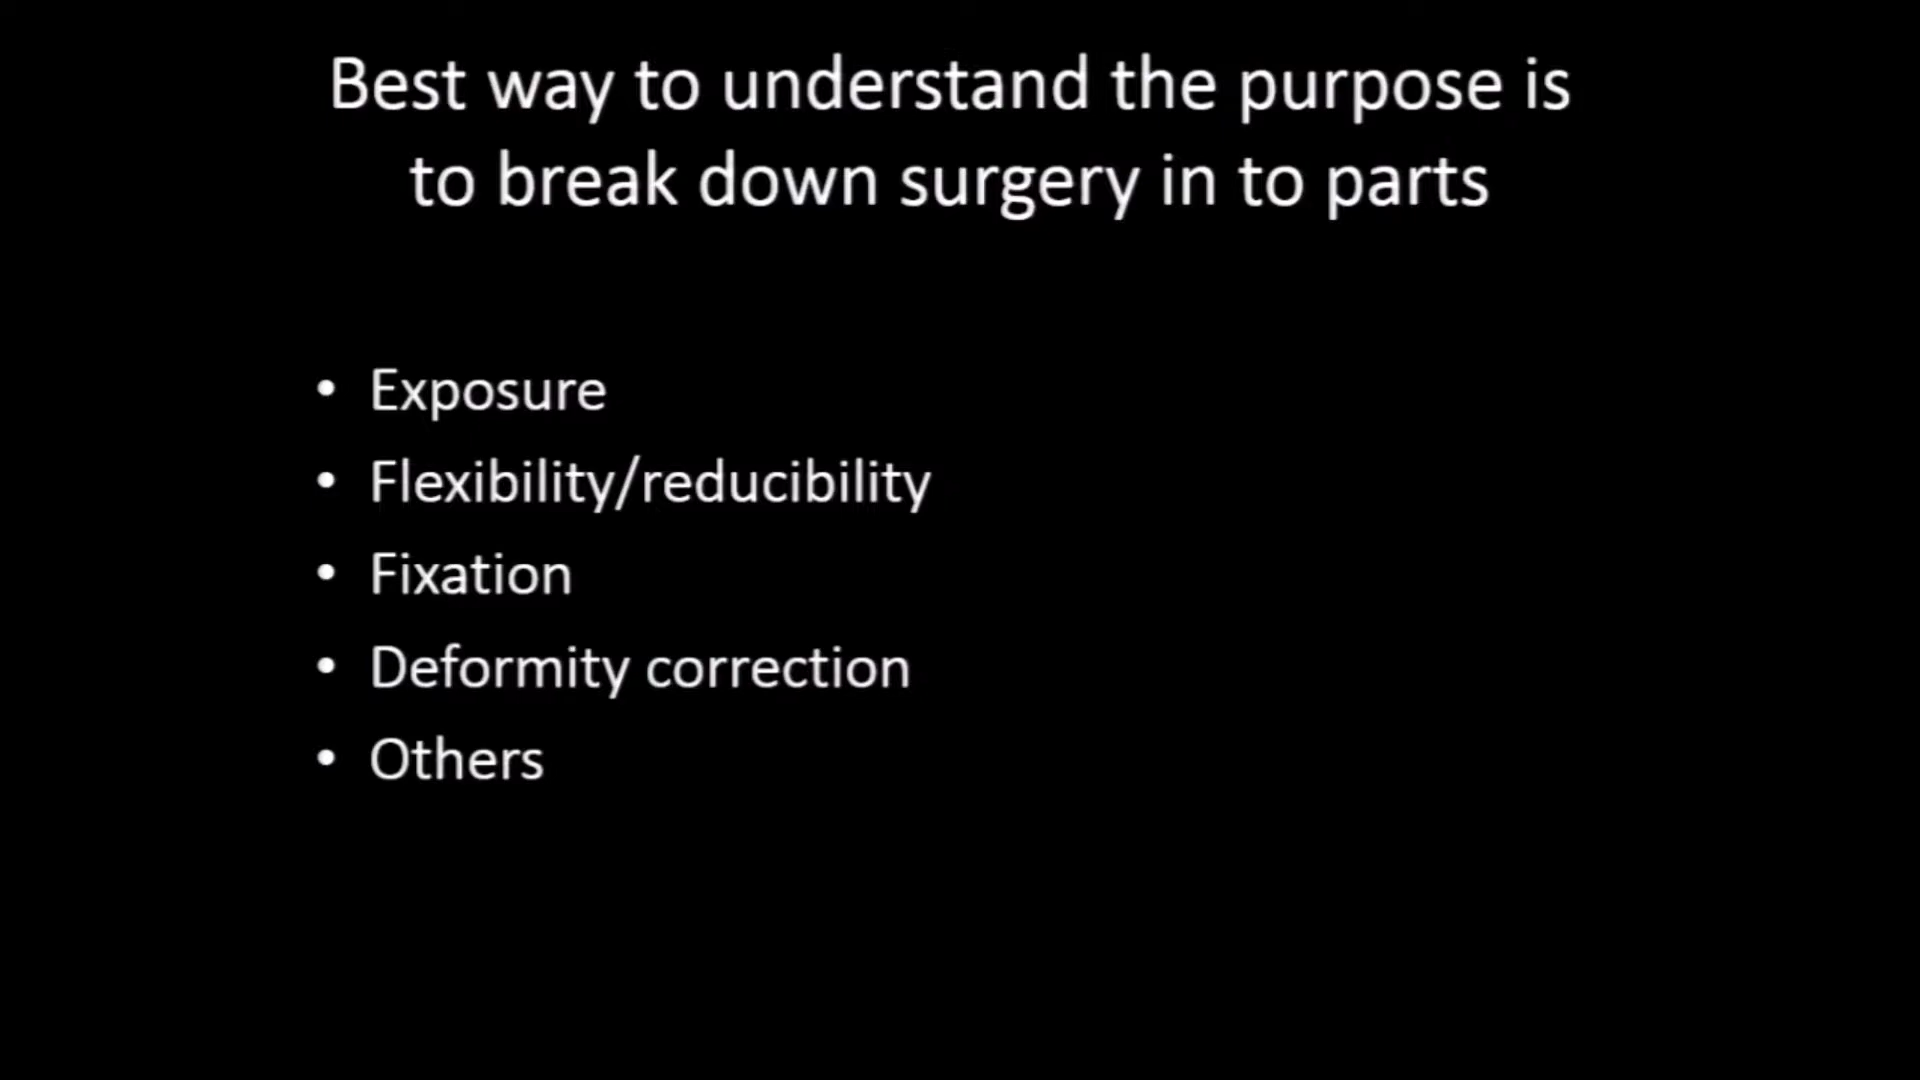 Best way to understand the purpose is
to break down surgery in to parts
• Exposure
• Flexibility/reducibility
• Fixation
• Deformity correction
• Others